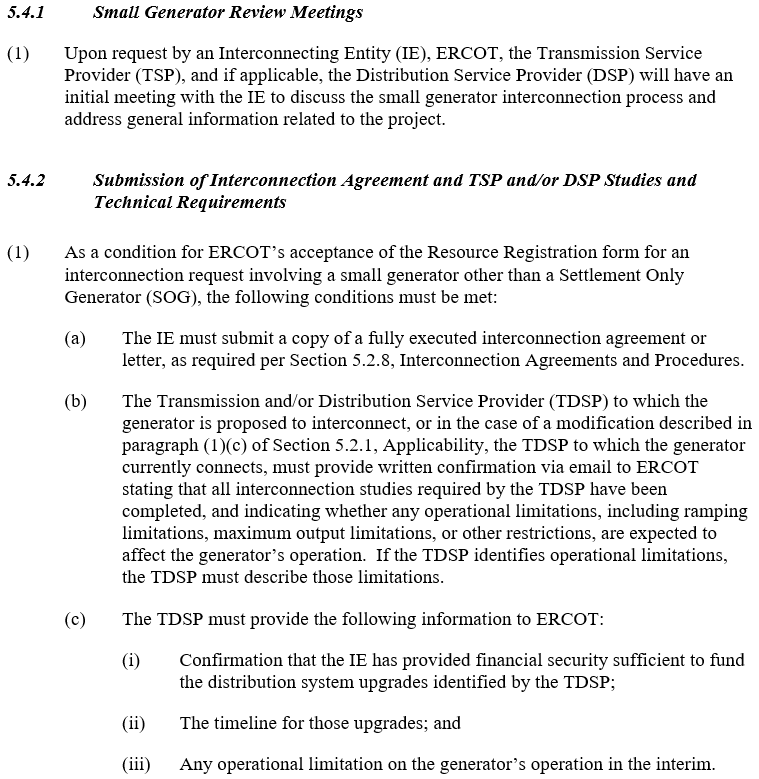 5.4.1 Small Generator Review Meetings
(1) Upon request by an Interconnecting Entity (IE), ERCOT, the Transmission Service
Provider (TSP), and if applicable, the Distribution Service Provider (DSP) will have an
initial meeting with the IE to discuss the small generator interconnection process and
address general information related to the project.
5.4.2 Submission of Interconnection Agreement and TSP and/or DSP Studies and
Technical Requirements
(1) As a condition for ERCOT’s acceptance of the Resource Registration form for an
interconnection request involving a small generator other than a Settlement Only
Generator (SOG), the following conditions must be met:
(a) The IE must submit a copy of a fully executed interconnection agreement or
letter, as required per Section 5.2.8, Interconnection Agreements and Procedures.
(b) The Transmission and/or Distribution Service Provider (TDSP) to which the
generator is proposed to interconnect, or in the case of a modification described in
paragraph (1)(c) of Section 5.2.1, Applicability, the TDSP to which the generator
currently connects, must provide written confirmation via email to ERCOT
stating that all interconnection studies required by the TDSP have been
completed, and indicating whether any operational limitations, including ramping
limitations, maximum output limitations, or other restrictions, are expected to
affect the generator’s operation.  If the TDSP identifies operational limitations,
the TDSP must describe those limitations.
(c) The TDSP must provide the following information to ERCOT:
(i) Confirmation that the IE has provided financial security sufficient to fund
the distribution system upgrades identified by the TDSP;
(ii) The timeline for those upgrades; and
(iii) Any operational limitation on the generator’s operation in the interim.